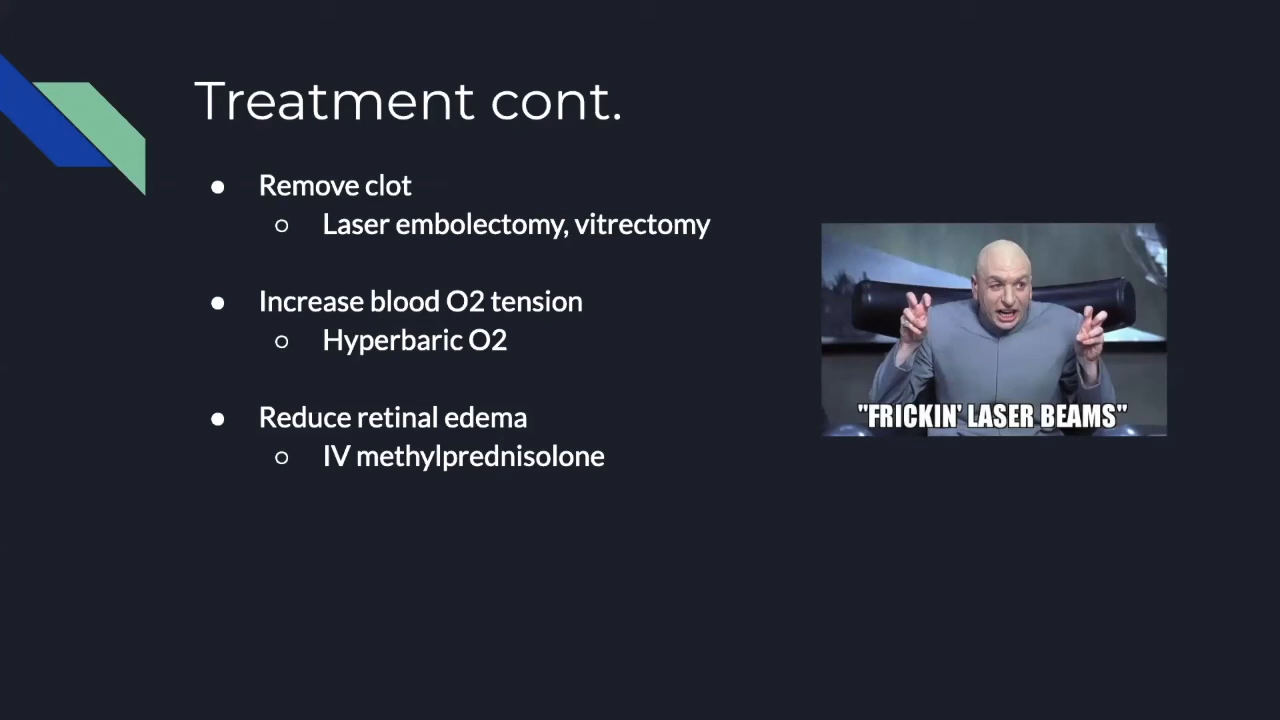 Treatment cont.
● Remove clot
○ Laser embolectomy, vitrectomy
● Increase blood O2 tension
○ Hyperbaric O2
● Reduce retinal edema
○ IV methylprednisolone
"FRICKIN' LASER BEAMS"